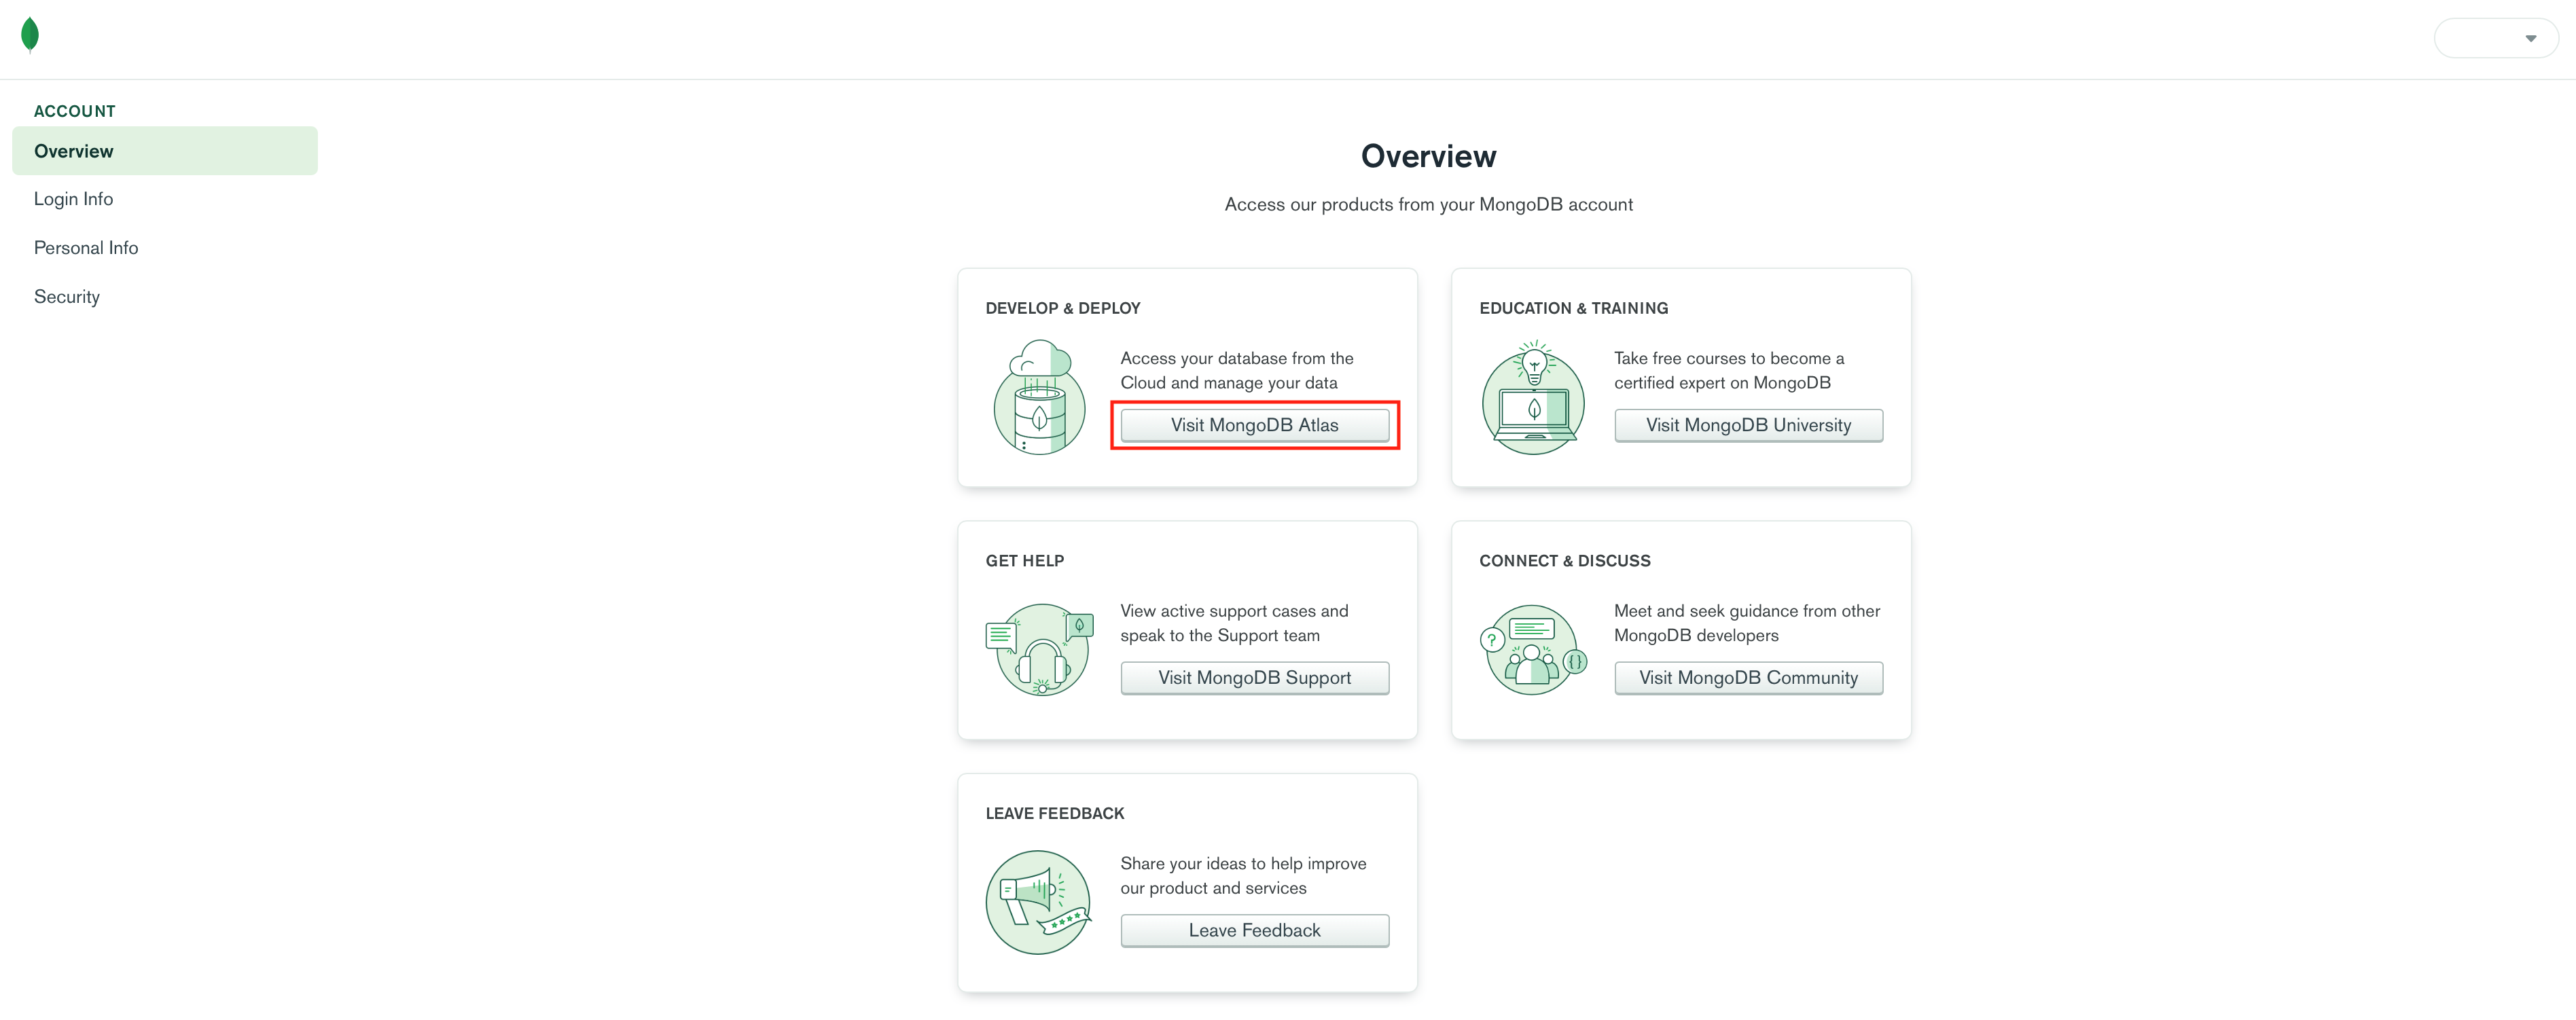 ACCOUNT
Overview
Login Info
Personal Info
Security
Overview
Access our products from your MongoDB account
DEVELOP & DEPLOY
Access your database from the
Cloud and manage your data
Visit MongoDB Atlas
EDUCATION & TRAINING
Take free courses to become a
certified expert on MongoDB
Visit MongoDB University
GET HELP
View active support cases and
speak to the Support team
Visit MongoDB Support
CONNECT & DISCUSS
?
{}
Meet and seek guidance from other
MongoDB developers
Visit MongoDB Community
LEAVE FEEDBACK
Share your ideas to help improve
our product and services
Leave Feedback